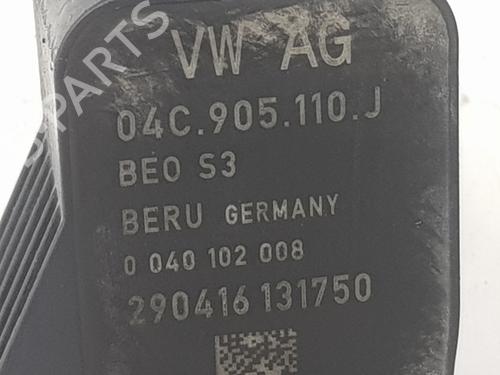 VW AG
04C.905.110.J
BEO S3
BERU GERMANY
0 040 102 008
290416 131750